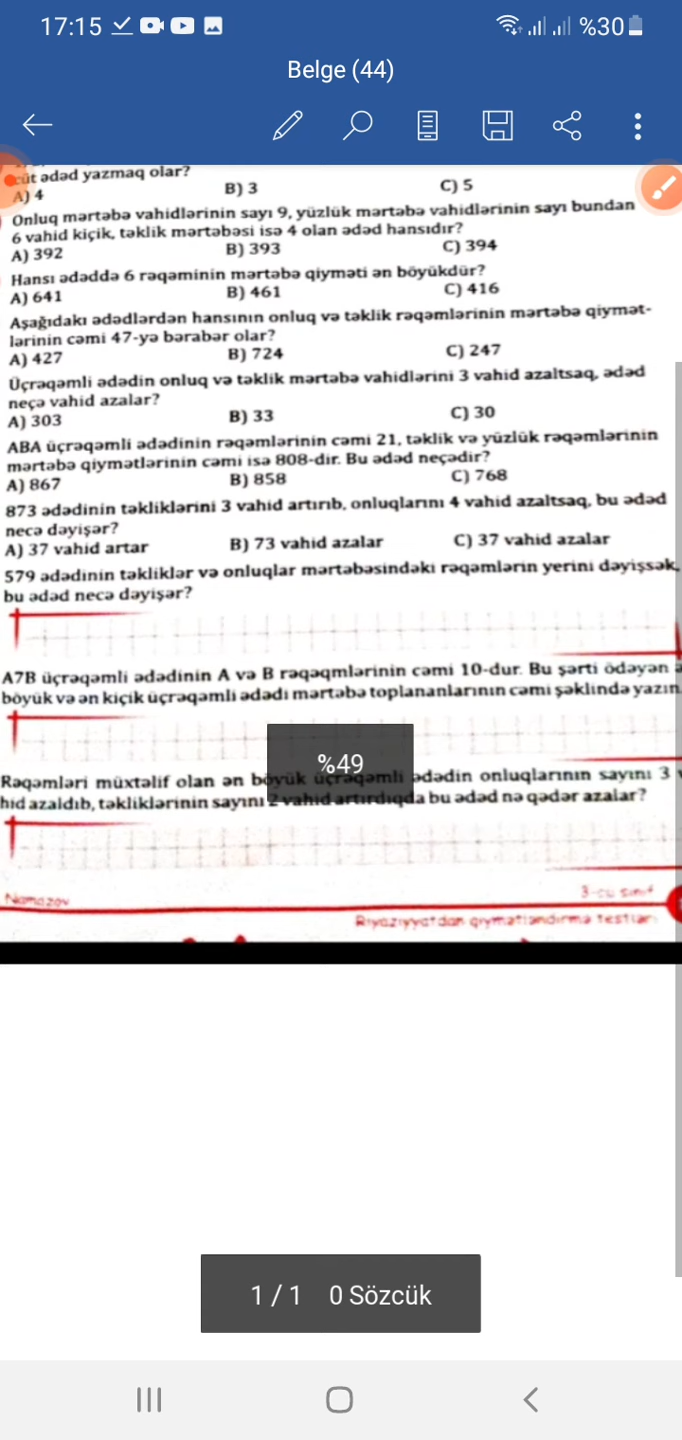 17:15 %30
Belge (44)
cüt ədəd yazmaq olar?
A) 4 B) 3 C) 5
Onluq mərtəbə vahidlərinin sayı 9, yüzlük mərtəbə vahidlərinin sayı bundan
6 vahid kiçik, təklik mərtəbəsi isə 4 olan ədəd hansıdır?
A) 392 B) 393 C) 394
Hansı ədəddə 6 rəqəminin mərtəbə qiyməti ən böyükdür?
A) 641 B) 461 C) 416
Aşağıdakı ədədlərdən hansının onluq və təklik rəqəmlərinin mərtəbə qiymət-
lərinin cəmi 47-yə bərabər olar?
A) 427 B) 724 C) 247
Üçrəqəmli ədədin onluq və təklik mərtəbə vahidlərini 3 vahid azaltsaq, ədəd
neçə vahid azalar?
A) 303 B) 33 C) 30
ABA üçrəqəmli ədədinin rəqəmlərinin cəmi 21, təklik və yüzlük rəqəmlərinin
mərtəbə qiymətlərinin cəmi isə 808-dir. Bu ədəd neçədir?
A) 867 B) 858 C) 768
873 ədədinin təkliklərini 3 vahid artırıb, onluqlarını 4 vahid azaltsaq, bu ədəd
necə dəyişər?
A) 37 vahid artar B) 73 vahid azalar C) 37 vahid azalar
579 ədədinin təkliklər və onluqlar mərtəbəsindəki rəqəmlərin yerini dəyişsək,
bu ədəd necə dəyişər?
A7B üçrəqəmli ədədinin A və B rəqəqmlərinin cəmi 10-dur. Bu şərti ödəyən ə
böyük və ən kiçik üçrəqəmli ədədi mərtəbə toplananlarının cəmi şəklində yazın
%49
Rəqəmləri müxtəlif olan ən böyük üçrəqəmli ədədin onluqlarının sayını 3 v
hid azaldıb, təkliklərinin sayını 2 vahid artırdıqda bu ədəd nə qədər azalar?
Namazov 3-cü sinif
Riyaziyyatdan qiymətləndirmə testləri
1 / 1 0 Sözcük